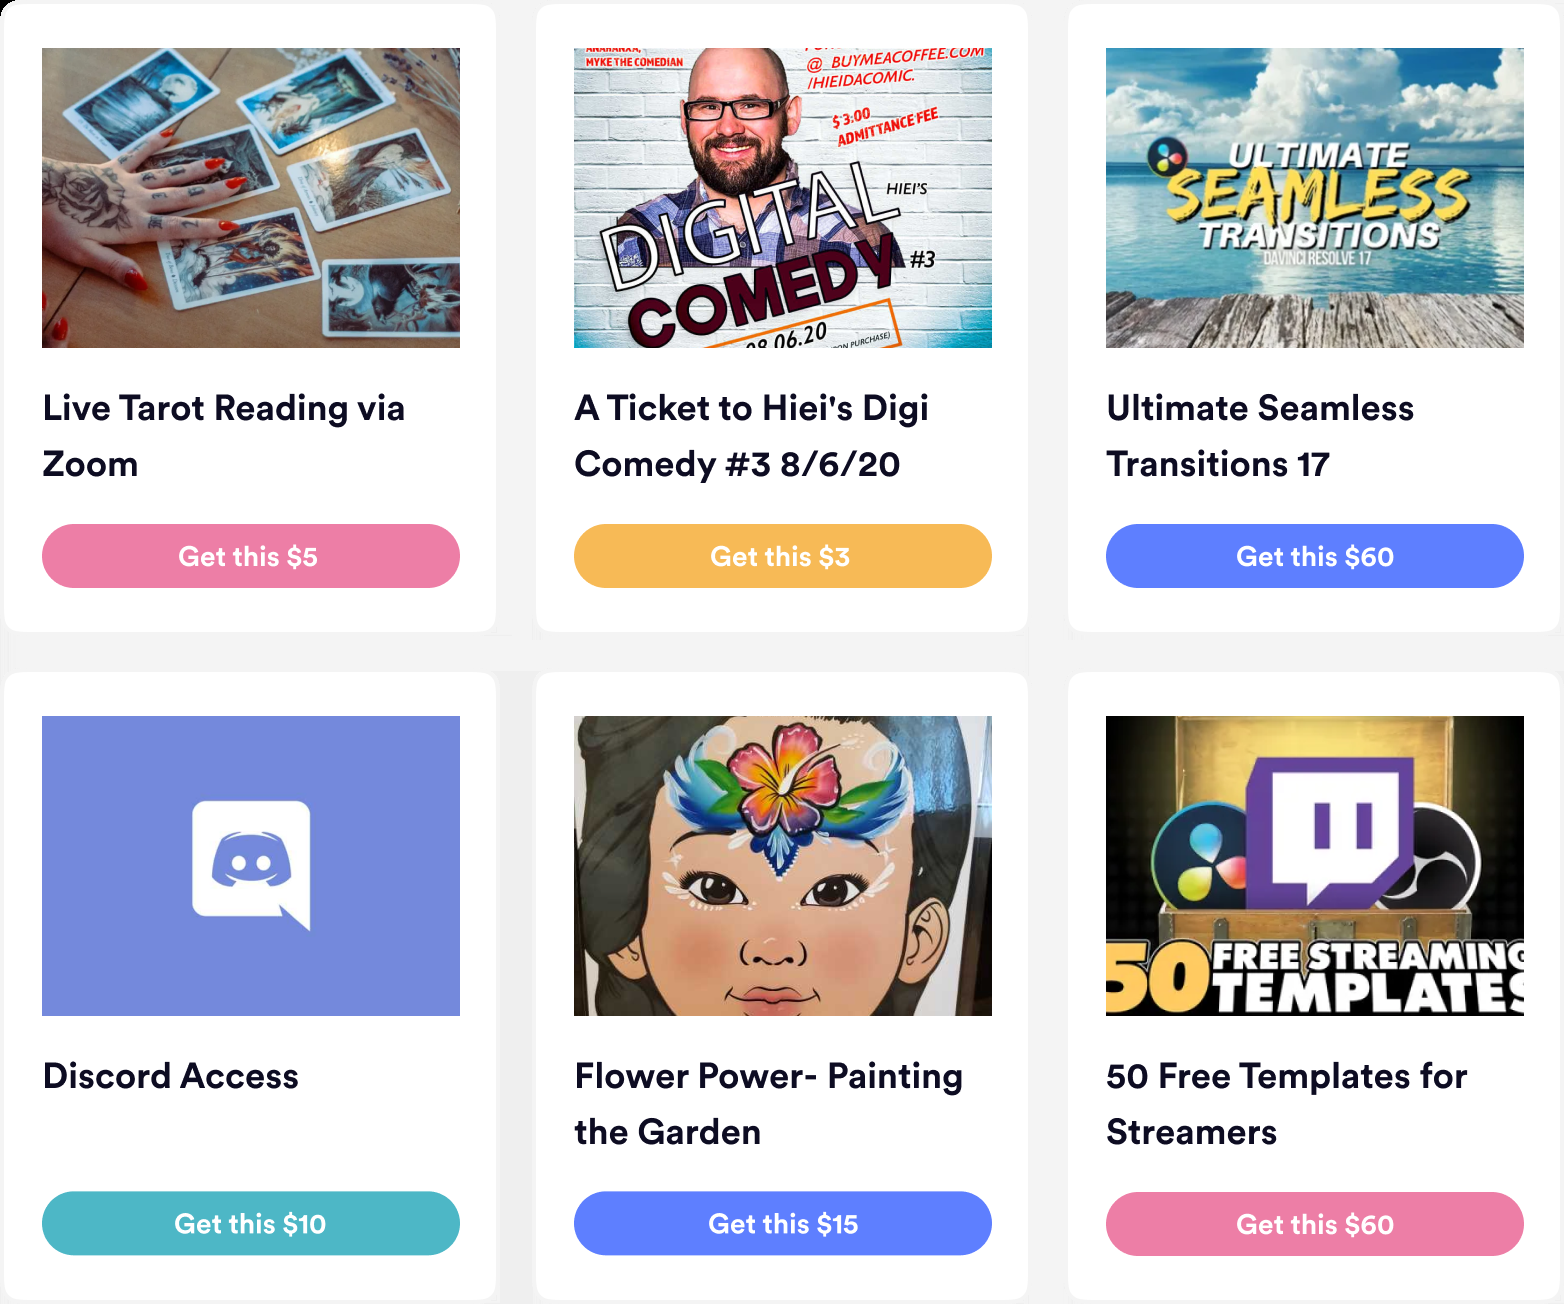 MYKE THE COMEDIAN
@ BUYMEACOFFEE.COM
/HIEIDACOMIC.
$3.00
ADMITTANCE FEE
HIEI'S
DIGITAL
COMEDY #3
08.06.20
ON PURCHASE)
ULTIMATE
SEAMLESS
TRANSITIONS
DAVINCI RESOLVE 17
Live Tarot Reading via
Zoom
Get this $5
A Ticket to Hiei's Digi
Comedy #3 8/6/20
Get this $3
Ultimate Seamless
Transitions 17
Get this $60
50 FREE STREAMING
TEMPLATES
Discord Access
Get this $10
Flower Power- Painting
the Garden
Get this $15
50 Free Templates for
Streamers
Get this $60